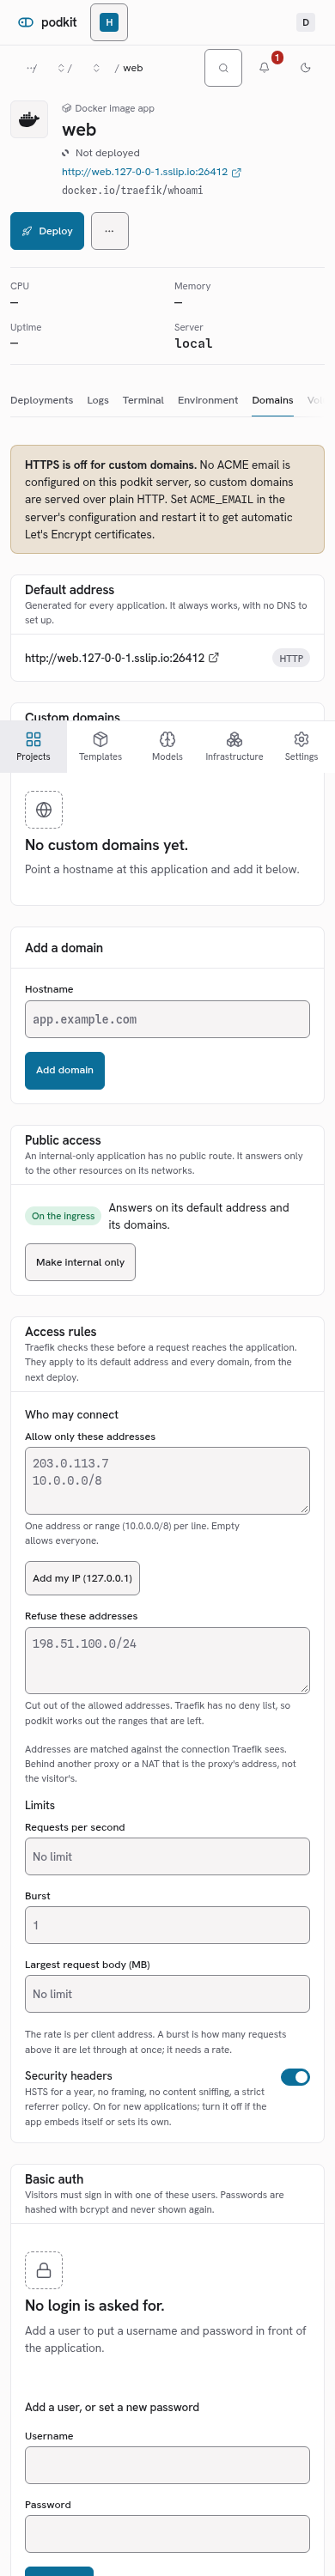 podkit H D
··/ / / web 1
Docker Image app
web
Not deployed
http://web.127-0-0-1.sslip.io:26412
docker.io/traefik/whoami
Deploy ···
CPU Memory
— —
Uptime Server
— local
Deployments Logs Terminal Environment Domains
HTTPS is off for custom domains. No ACME email is
configured on this podkit server, so custom domains
are served over plain HTTP. Set ACME_EMAIL in the
server's configuration and restart it to get automatic
Let's Encrypt certificates.
Default address
Generated for every application. It always works, with no DNS to
set up.
http://web.127-0-0-1.sslip.io:26412 HTTP
Custom domains
Projects Templates Models Infrastructure Settings
No custom domains yet.
Point a hostname at this application and add it below.
Add a domain
Hostname
app.example.com
Add domain
Public access
An internal-only application has no public route. It answers only
to the other resources on its networks.
On the ingress Answers on its default address and
its domains.
Make internal only
Access rules
Traefik checks these before a request reaches the application.
They apply to its default address and every domain, from the
next deploy.
Who may connect
Allow only these addresses
203.0.113.7
10.0.0.0/8
One address or range (10.0.0.0/8) per line. Empty
allows everyone.
Add my IP (127.0.0.1)
Refuse these addresses
198.51.100.0/24
Cut out of the allowed addresses. Traefik has no deny list, so
podkit works out the ranges that are left.
Addresses are matched against the connection Traefik sees.
Behind another proxy or a NAT that is the proxy's address, not
the visitor's.
Limits
Requests per second
No limit
Burst
1
Largest request body (MB)
No limit
The rate is per client address. A burst is how many requests
above it are let through at once; it needs a rate.
Security headers
HSTS for a year, no framing, no content sniffing, a strict
referrer policy. On for new applications; turn it off if the
app embeds itself or sets its own.
Basic auth
Visitors must sign in with one of these users. Passwords are
hashed with bcrypt and never shown again.
No login is asked for.
Add a user to put a username and password in front of
the application.
Add a user, or set a new password
Username
Password